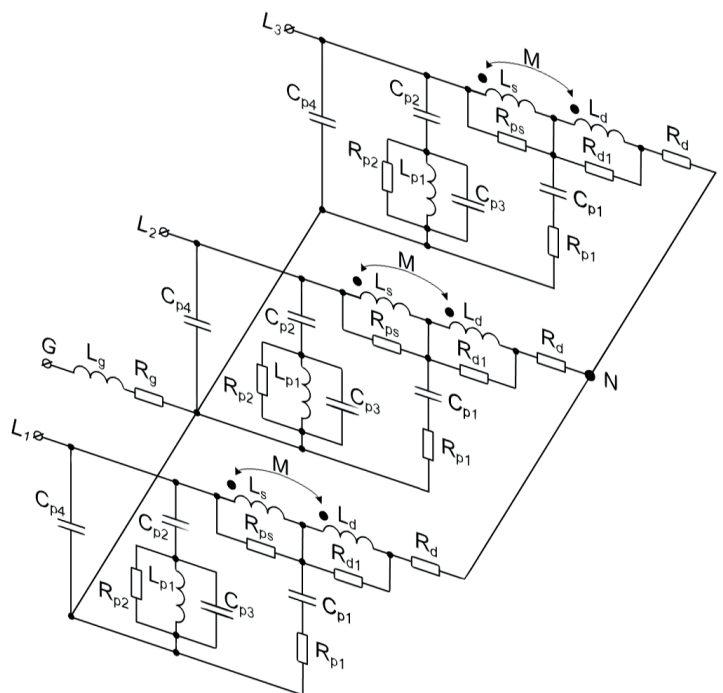 L3 M
Ls Ld
Cp4 Cp2 Rps Rd1 Rd
Rp2 Lp1 Cp3 Cp1
Rp1
L2 M
Ls Ld
Cp4 Cp2 Rps Rd1 Rd
G Lg Rg Rp2 Lp1 Cp3 Cp1 N
Rp1
L1 M
Ls Ld
Cp4 Cp2 Rps Rd1 Rd
Rp2 Lp1 Cp3 Cp1
Rp1